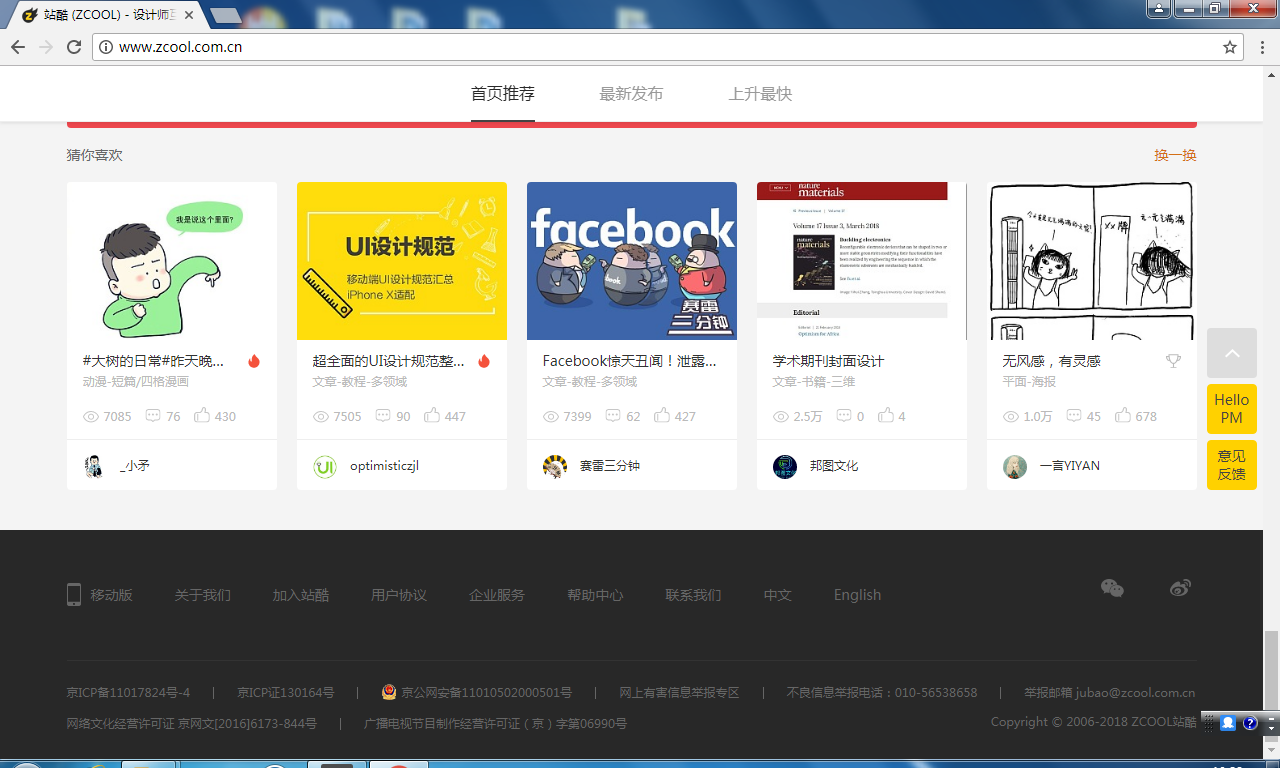 站酷 (ZCOOL) - 设计师互
www.zcool.com.cn
首页推荐 最新发布 上升最快
猜你喜欢 换一换
我是说这个里面?
UI设计规范
移动端UI设计规范汇总
iPhone X适配
facebook
赛雷
三分钟
nature
materials
Volume 17 Issue 3, March 2018
Building electronics
Editorial
Optimism for Africa
XX牌
#大树的日常#昨天晚... 超全面的UI设计规范整... Facebook惊天丑闻！泄露... 学术期刊封面设计 无风感，有灵感
动漫-短篇/四格漫画 文章-教程-多领域 文章-教程-多领域 文章-书籍-三维 平面-海报
7085 76 430 7505 90 447 7399 62 427 2.5万 0 4 1.0万 45 678
_小矛 optimisticzjl 赛雷三分钟 邦图文化 一言YIYAN
Hello
PM
意见
反馈
移动版 关于我们 加入站酷 用户协议 企业服务 帮助中心 联系我们 中文 English
京ICP备11017824号-4 | 京ICP证130164号 | 京公网安备11010502000501号 | 网上有害信息举报专区 | 不良信息举报电话：010-56538658 | 举报邮箱 jubao@zcool.com.cn
网络文化经营许可证 京网文[2016]6173-844号 | 广播电视节目制作经营许可证（京）字第06990号 Copyright © 2006-2018 ZCOOL站酷